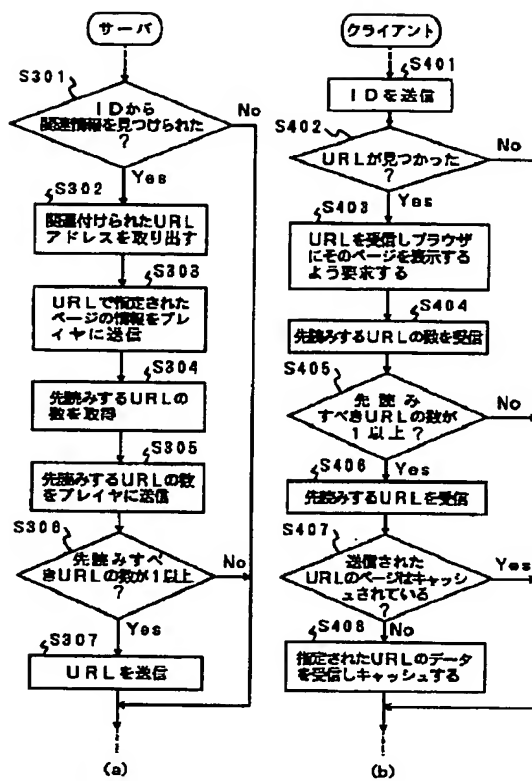 サーバ
S301
IDから
関連情報を見つけられた
?
No
Yes
S302
関連付けられたURL
アドレスを取り出す
S303
URLで指定された
ページの情報をプレイ
ヤに送信
S304
先読みするURLの
数を取得
S305
先読みするURLの数
をプレイヤに送信
S306
先読みすべ
きURLの数が1以上
?
No
Yes
S307
URLを送信
(a)
クライアント
S401
IDを送信
S402
URLが見つかった
?
No
Yes
S403
URLを受信しブラウザ
にそのページを表示する
よう要求する
S404
先読みするURLの数を受信
S405
先読み
すべきURLの数が
1以上?
No
Yes
S406
先読みするURLを受信
S407
送信された
URLのページはキャッシュ
されている
?
Yes
No
S408
指定されたURLのデータ
を受信しキャッシュする
(b)